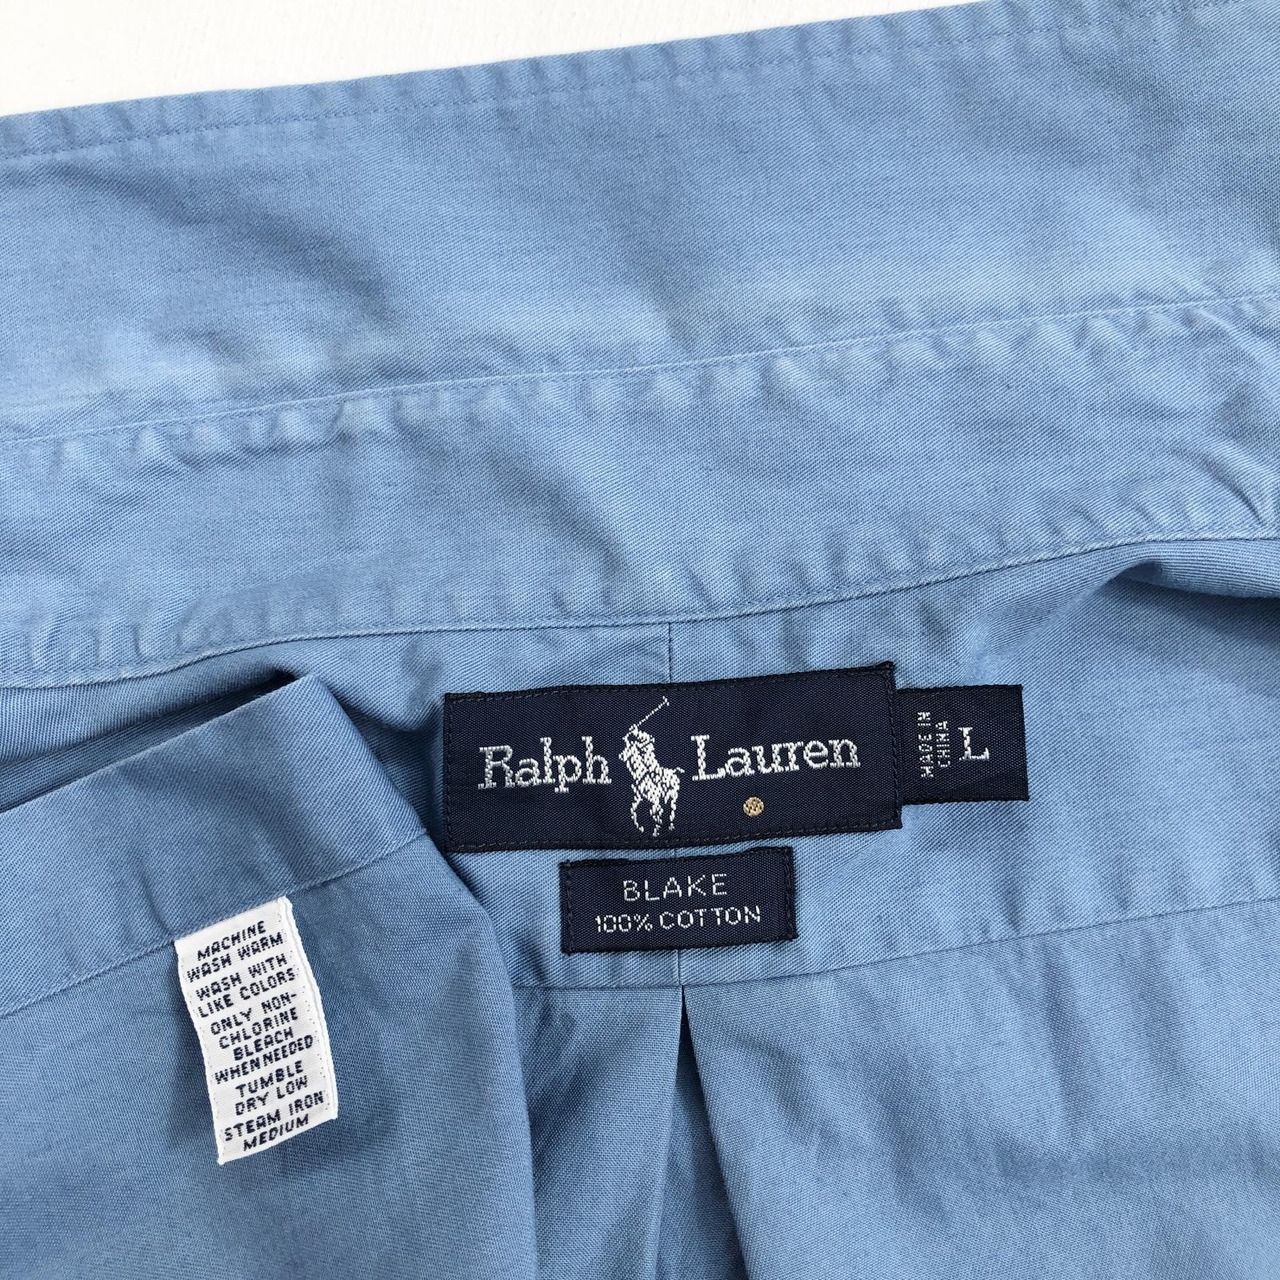 Ralph Lauren
MADE IN
CHINA
L
BLAKE
100% COTTON
MACHINE
WASH WARM
WASH WITH
LIKE COLORS
ONLY NON-
CHLORINE
BLEACH
WHEN NEEDED
TUMBLE
DRY LOW
STEAM IRON
MEDIUM